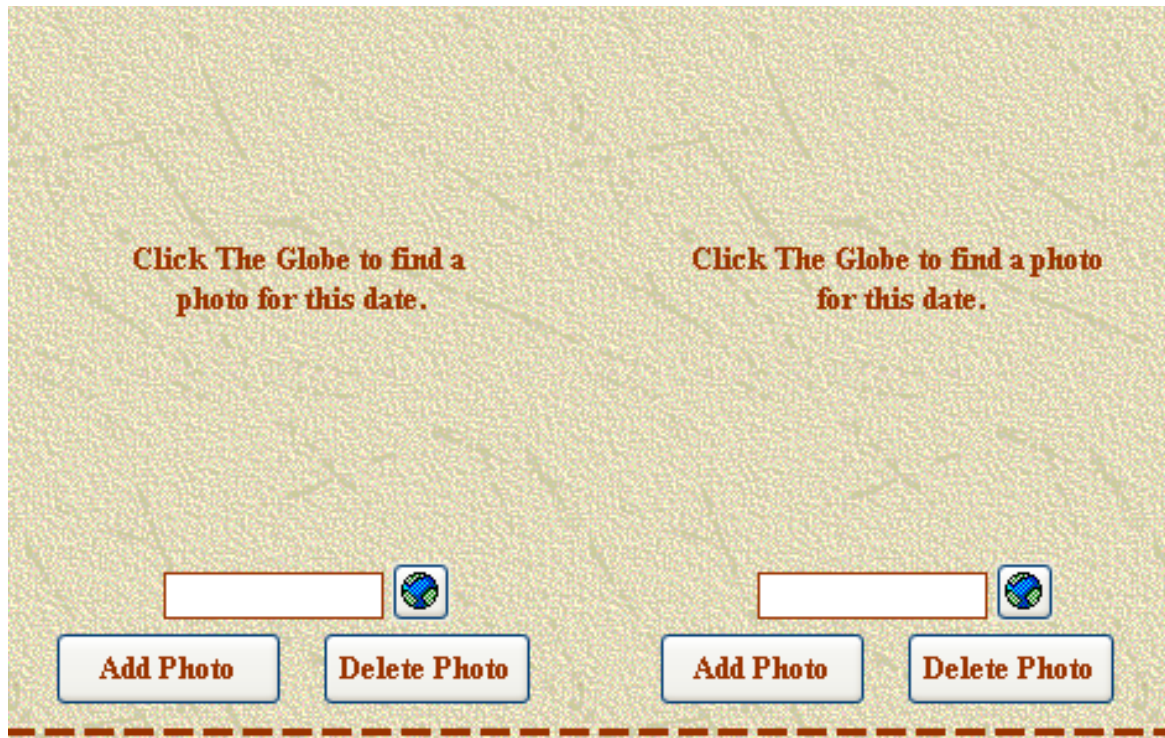 Click The Globe to find a
photo for this date.
Add Photo
Delete Photo
Click The Globe to find a photo
for this date.
Add Photo
Delete Photo